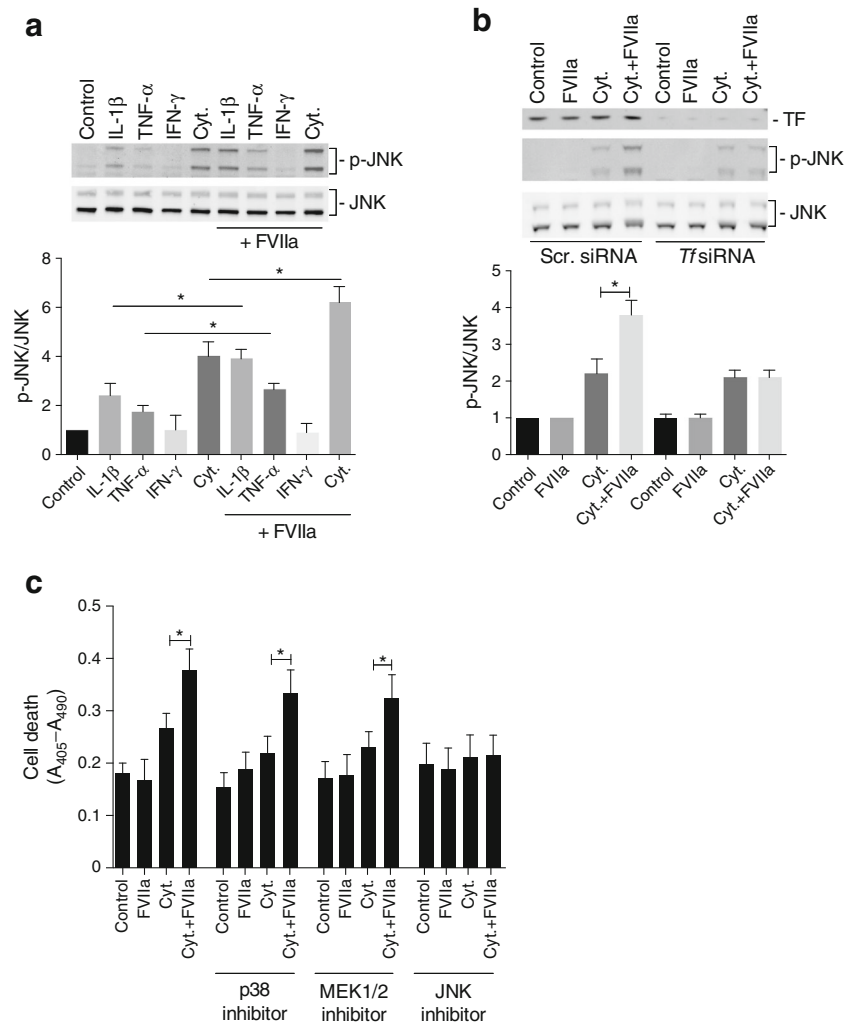 a
Control
IL-1β
TNF-α
IFN-γ
Cyt.
IL-1β
TNF-α
IFN-γ
Cyt.
- p-JNK
- JNK
+ FVIIa
p-JNK/JNK
8
6
4
2
0
*
*
*
Control
IL-1β
TNF-α
IFN-γ
Cyt.
IL-1β
TNF-α
IFN-γ
Cyt.
+ FVIIa
b
Control
FVIIa
Cyt.
Cyt.+FVIIa
Control
FVIIa
Cyt.
Cyt.+FVIIa
- TF
- p-JNK
- JNK
Scr. siRNA
Tf siRNA
p-JNK/JNK
5
4
3
2
1
0
*
Control
FVIIa
Cyt.
Cyt.+FVIIa
Control
FVIIa
Cyt.
Cyt.+FVIIa
c
Cell death
(A405–A490)
0.5
0.4
0.3
0.2
0.1
0
*
*
*
Control
FVIIa
Cyt.
Cyt.+FVIIa
Control
FVIIa
Cyt.
Cyt.+FVIIa
Control
FVIIa
Cyt.
Cyt.+FVIIa
Control
FVIIa
Cyt.
Cyt.+FVIIa
p38
inhibitor
MEK1/2
inhibitor
JNK
inhibitor